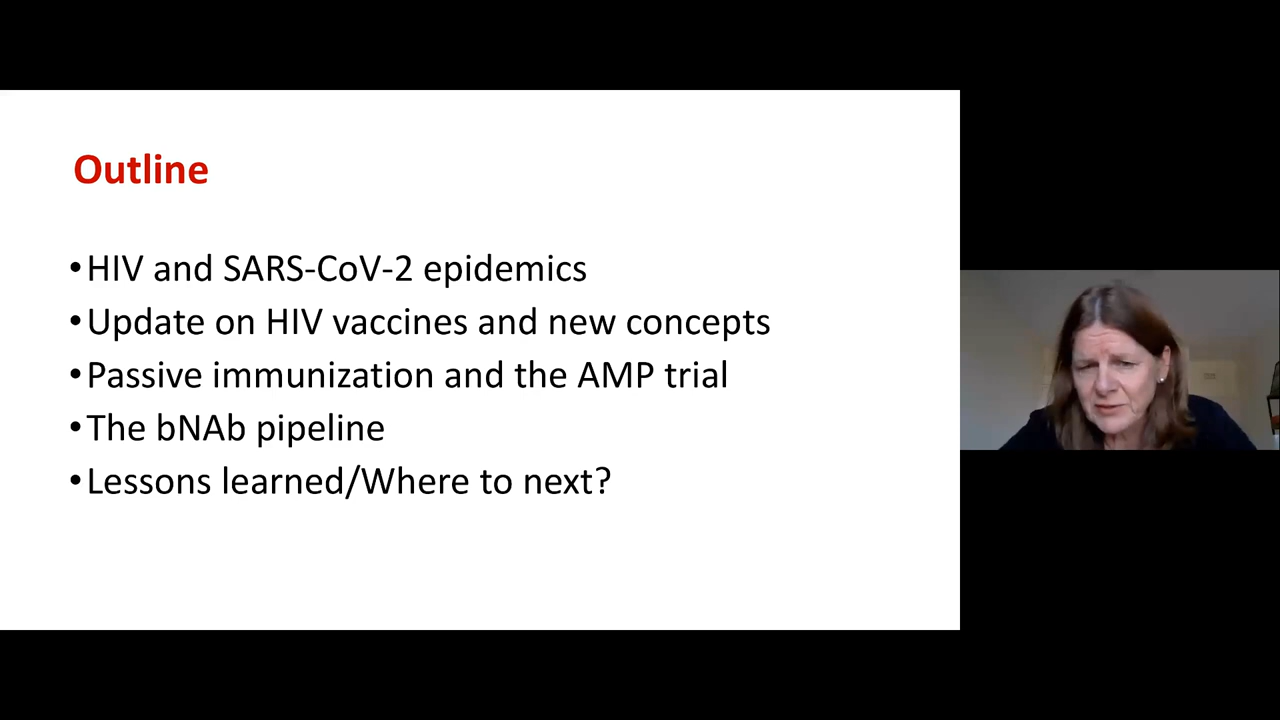 Outline
•HIV and SARS-CoV-2 epidemics
•Update on HIV vaccines and new concepts
•Passive immunization and the AMP trial
•The bNAb pipeline
•Lessons learned/Where to next?